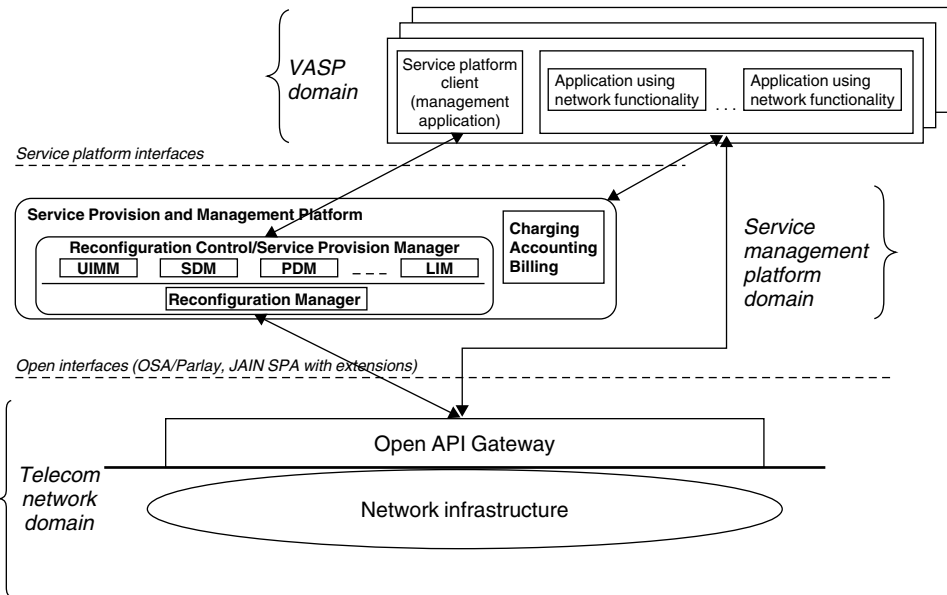 VASP
domain
Service platform
client
(management
application)
Application using
network functionality
. . .
Application using
network functionality
Service platform interfaces
Service Provision and Management Platform
Reconfiguration Control/Service Provision Manager
UIMM
SDM
PDM
LIM
Reconfiguration Manager
Charging
Accounting
Billing
Service
management
platform
domain
Open interfaces (OSA/Parlay, JAIN SPA with extensions)
Telecom
network
domain
Open API Gateway
Network infrastructure